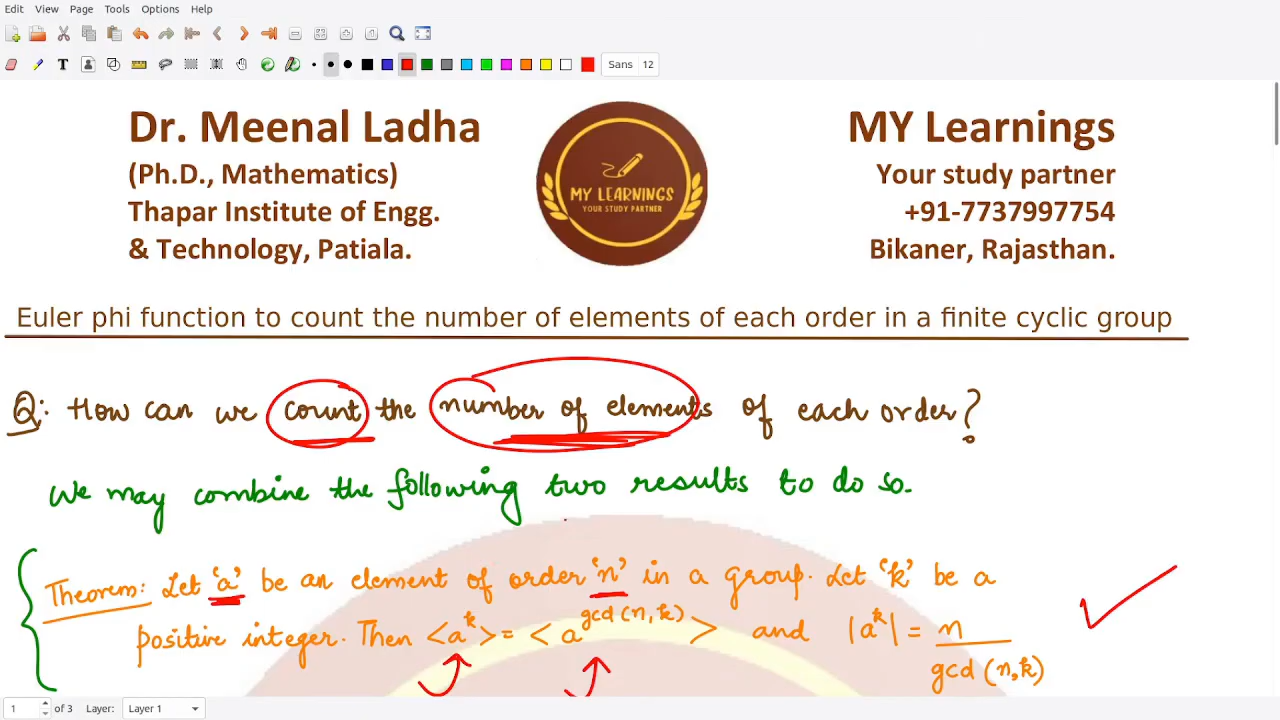 Edit View Page Tools Options Help
Sans 12
Dr. Meenal Ladha
(Ph.D., Mathematics)
Thapar Institute of Engg.
& Technology, Patiala.
MY LEARNINGS
YOUR STUDY PARTNER
MY Learnings
Your study partner
+91-7737997754
Bikaner, Rajasthan.
Euler phi function to count the number of elements of each order in a finite cyclic group
Q: How can we count the number of elements of each order?
We may combine the following two results to do so.
Theorem: Let 'a' be an element of order 'n' in a group. Let 'k' be a
positive integer. Then <a^k> = <a^gcd(n,k)> and |a^k| = n/gcd(n,k)
1 of 3 Layer: Layer 1